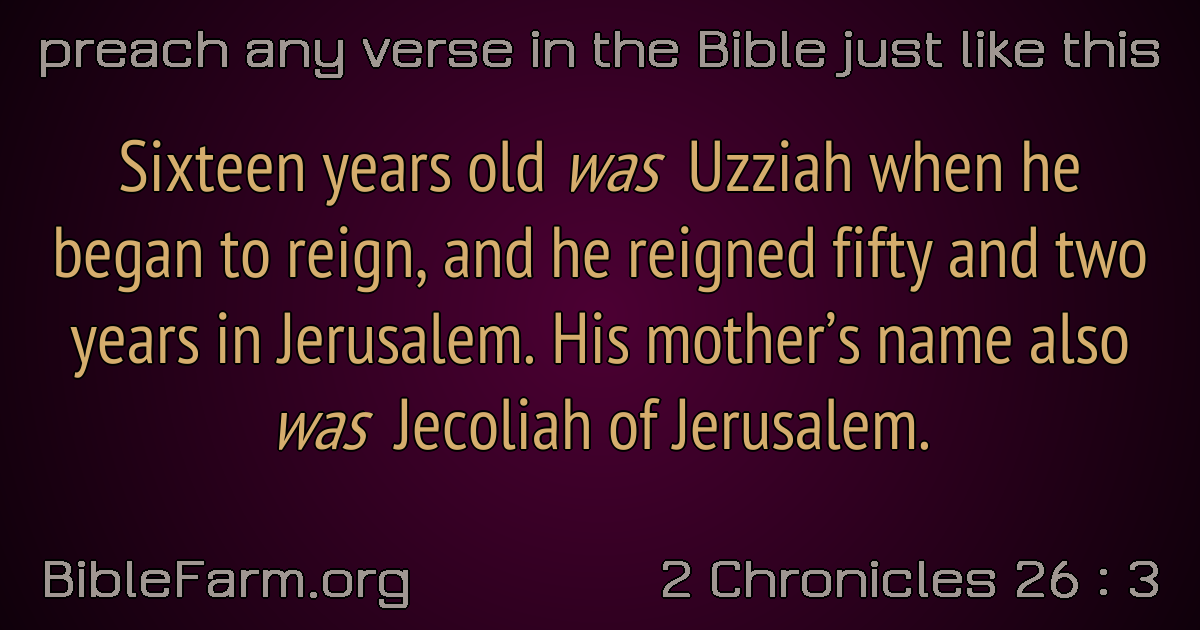 preach any verse in the Bible just like this
Sixteen years old was Uzziah when he
began to reign, and he reigned fifty and two
years in Jerusalem. His mother’s name also
was Jecoliah of Jerusalem.
BibleFarm.org
2 Chronicles 26 : 3